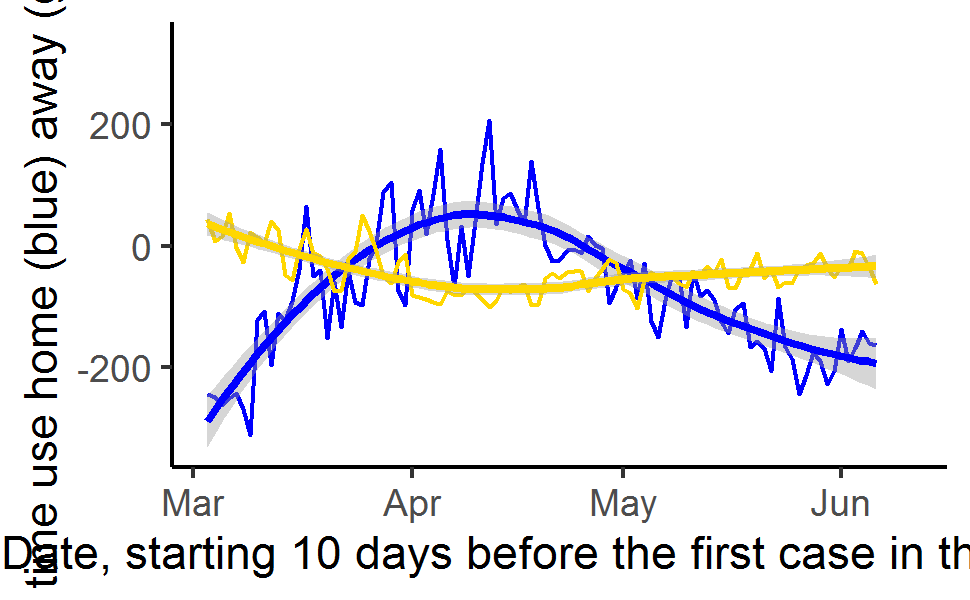 time use home (blue) away (
200
0
-200
Mar Apr May Jun
Date, starting 10 days before the first case in th